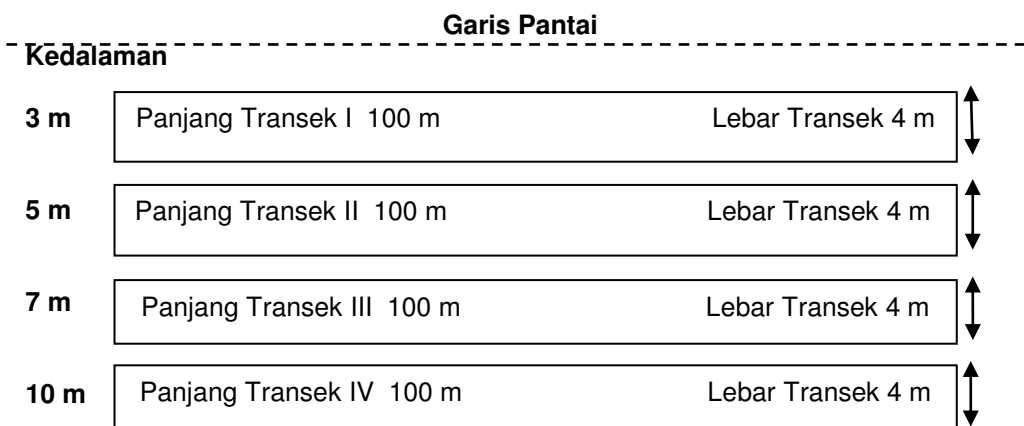 Garis Pantai
Kedalaman
3 m Panjang Transek I 100 m Lebar Transek 4 m
5 m Panjang Transek II 100 m Lebar Transek 4 m
7 m Panjang Transek III 100 m Lebar Transek 4 m
10 m Panjang Transek IV 100 m Lebar Transek 4 m